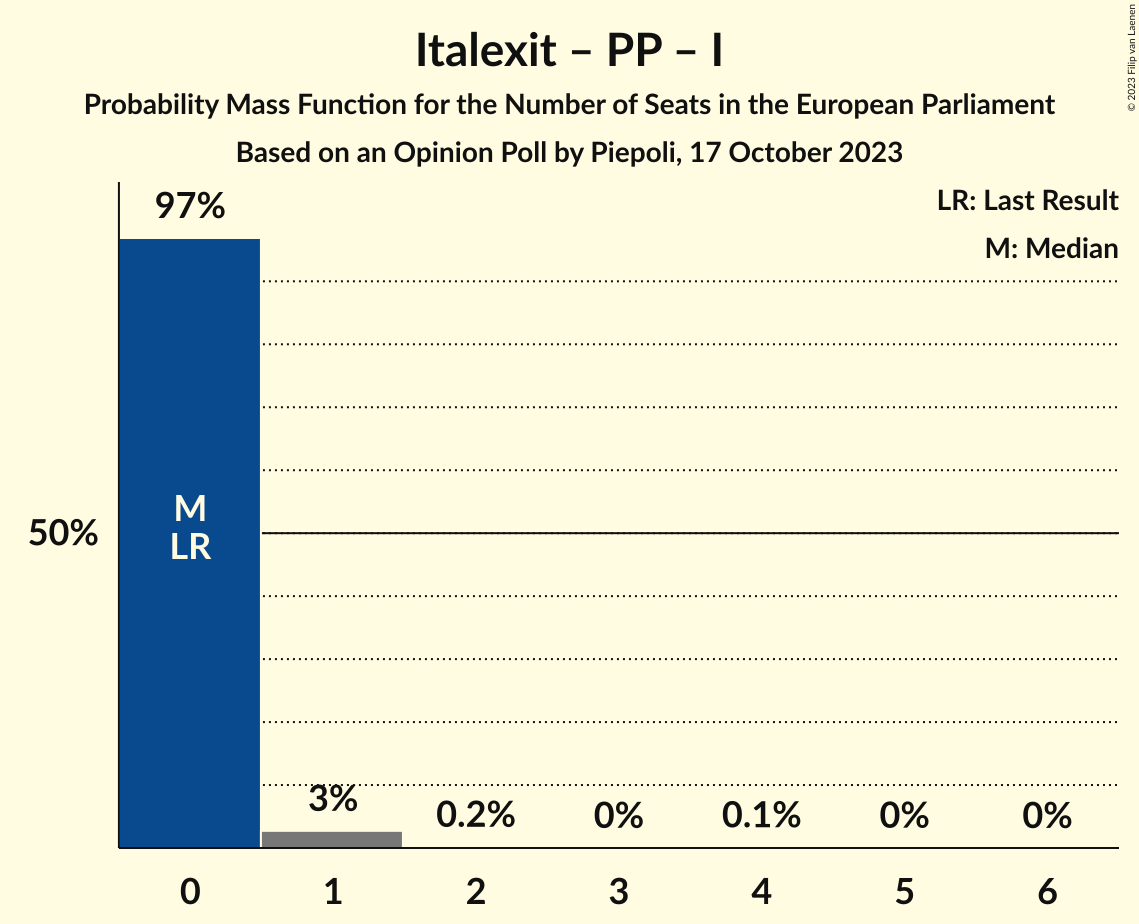 Italexit – PP – I
Probability Mass Function for the Number of Seats in the European Parliament
Based on an Opinion Poll by Piepoli, 17 October 2023
© 2023 Filip van Laenen
LR: Last Result
M: Median
97%
M
LR
50%
3%
0.2%
0%
0.1%
0%
0%
0
1
2
3
4
5
6